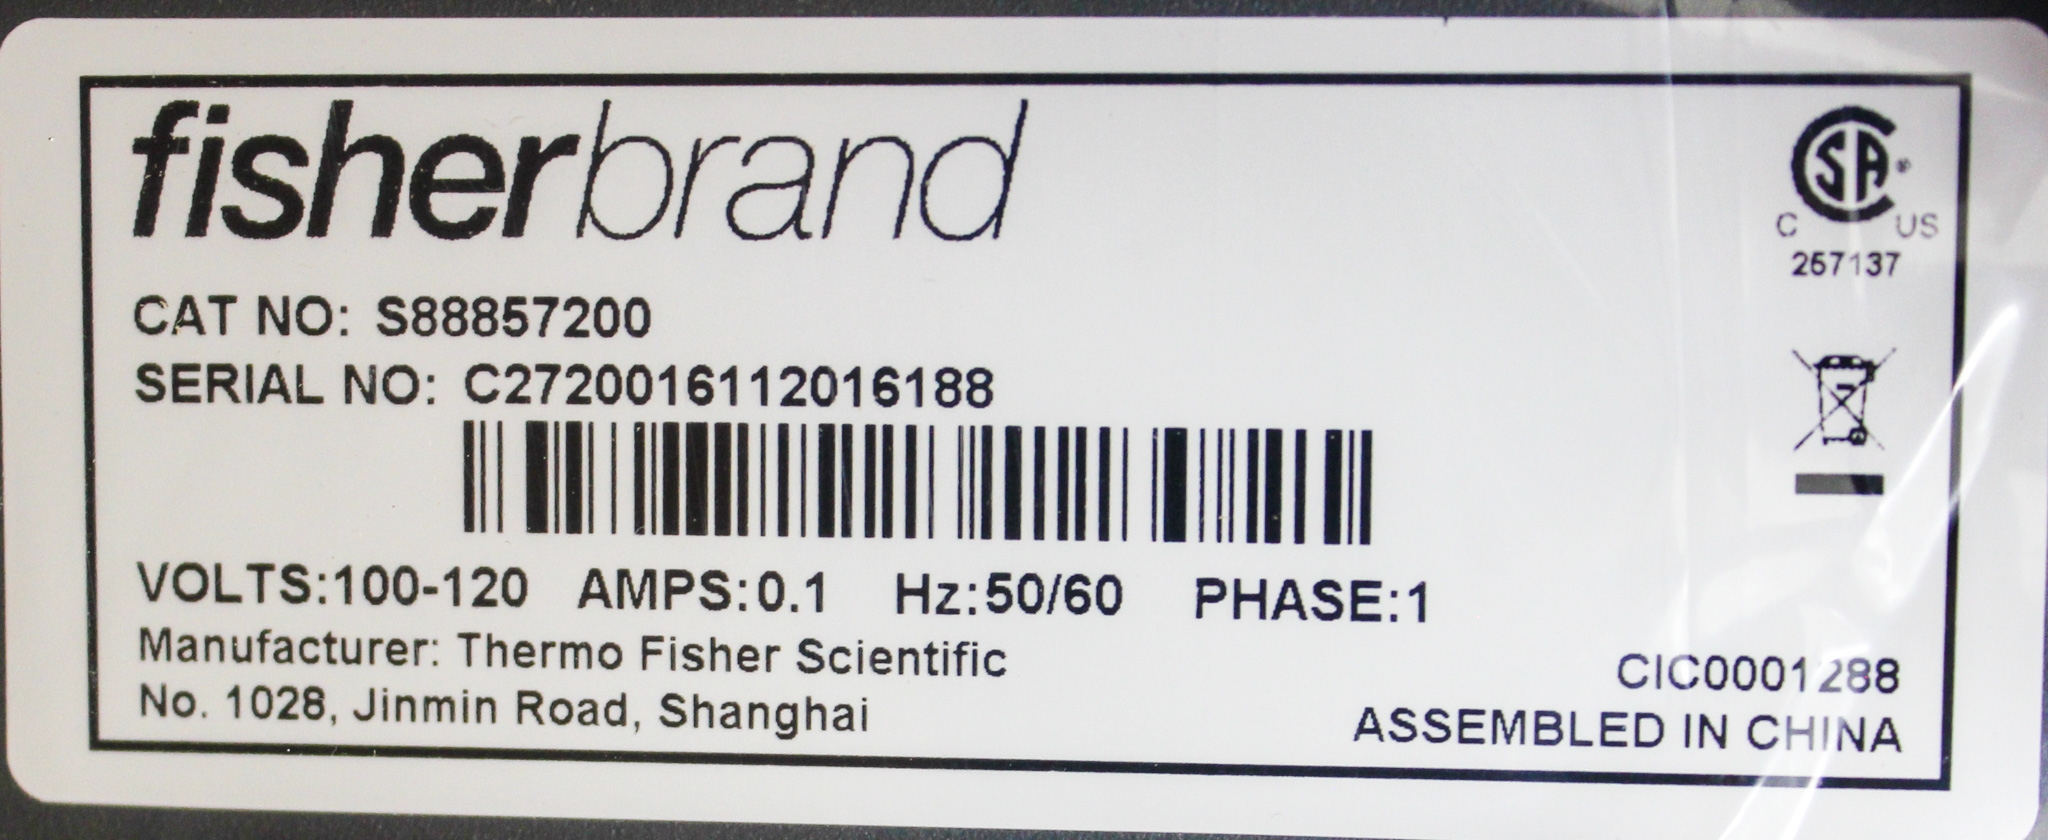 fisherbrand
CSA®
C US
257137
CAT NO: S88857200
SERIAL NO: C2720016112016188
VOLTS:100-120 AMPS:0.1 Hz:50/60 PHASE:1
Manufacturer: Thermo Fisher Scientific
No. 1028, Jinmin Road, Shanghai
CIC0001288
ASSEMBLED IN CHINA